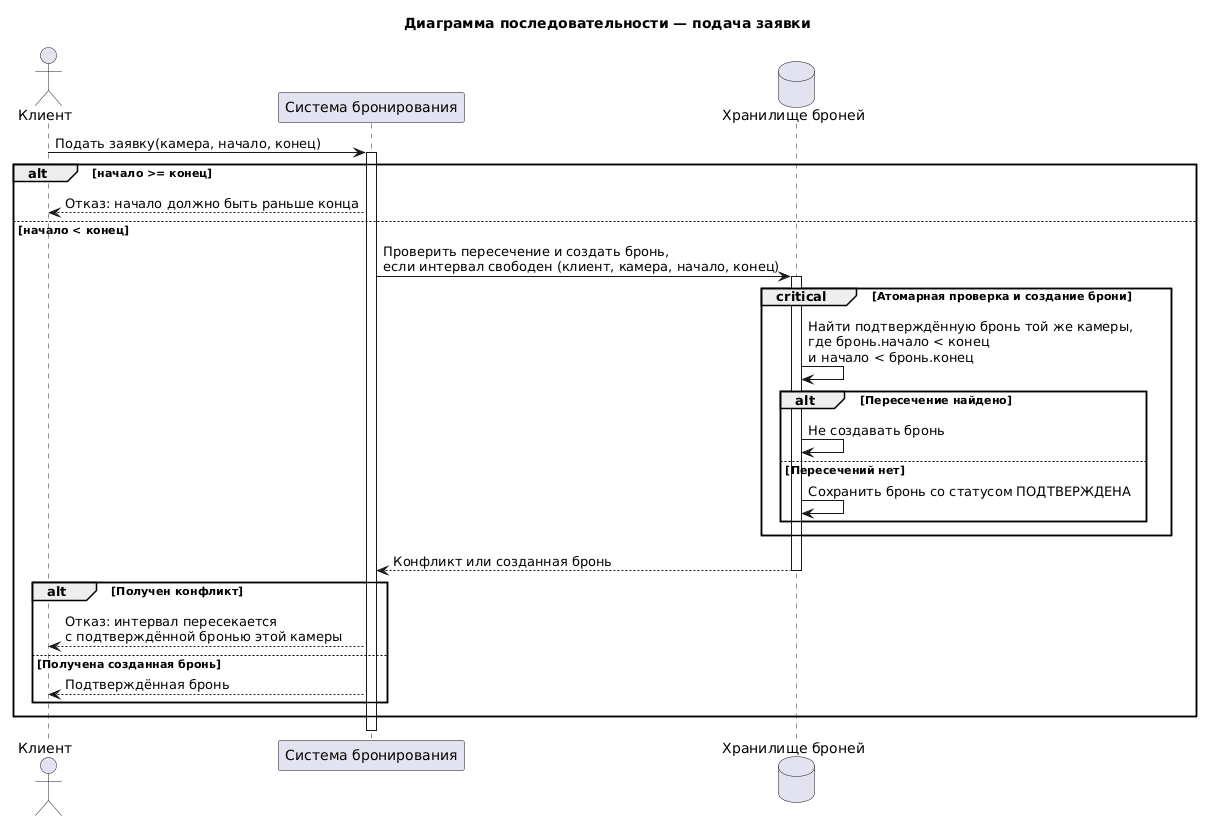 Диаграмма последовательности — подача заявки
Клиент
Система бронирования
Хранилище броней
Подать заявку(камера, начало, конец)
alt
[начало >= конец]
Отказ: начало должно быть раньше конца
[начало < конец]
Проверить пересечение и создать бронь,
если интервал свободен (клиент, камера, начало, конец)
critical
[Атомарная проверка и создание брони]
Найти подтверждённую бронь той же камеры,
где бронь.начало < конец
и начало < бронь.конец
alt
[Пересечение найдено]
Не создавать бронь
[Пересечений нет]
Сохранить бронь со статусом ПОДТВЕРЖДЕНА
Конфликт или созданная бронь
alt
[Получен конфликт]
Отказ: интервал пересекается
с подтверждённой бронью этой камеры
[Получена созданная бронь]
Подтверждённая бронь
Клиент
Система бронирования
Хранилище броней